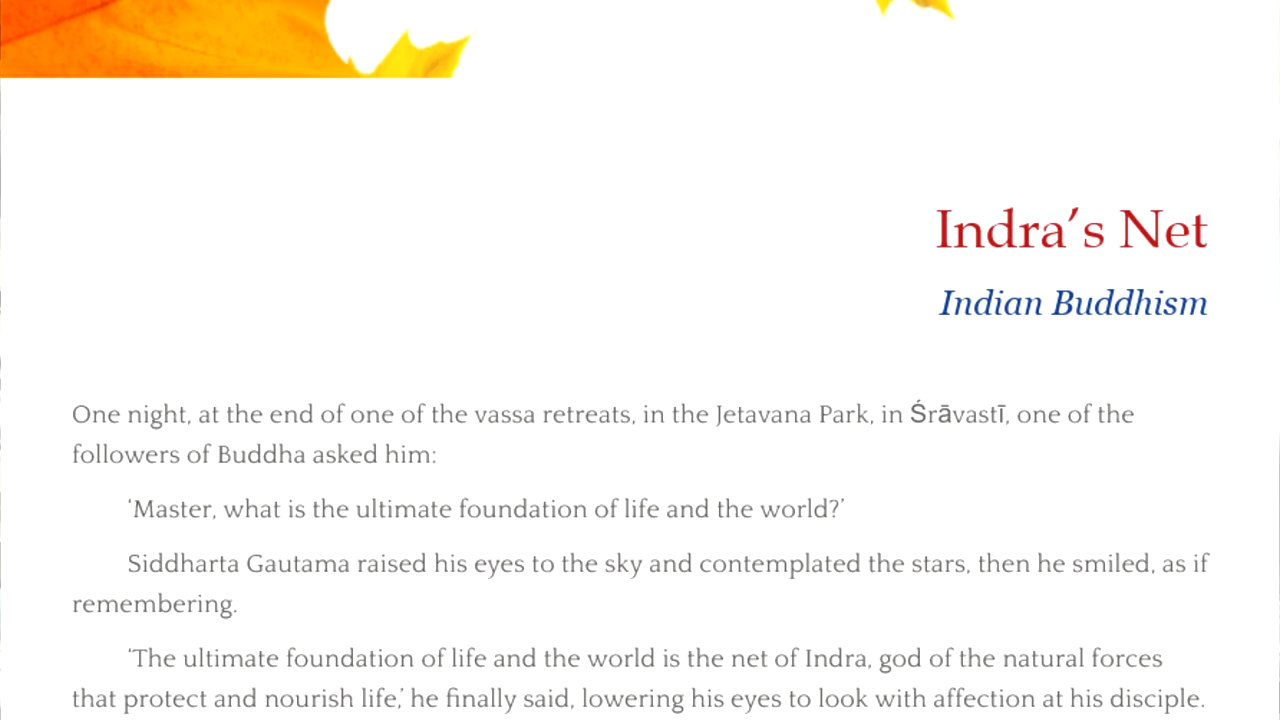 Indra’s Net
Indian Buddhism
One night, at the end of one of the vassa retreats, in the Jetavana Park, in Śrāvastī, one of the
followers of Buddha asked him:
‘Master, what is the ultimate foundation of life and the world?’
Siddharta Gautama raised his eyes to the sky and contemplated the stars, then he smiled, as if
remembering.
‘The ultimate foundation of life and the world is the net of Indra, god of the natural forces
that protect and nourish life,’ he finally said, lowering his eyes to look with affection at his disciple.